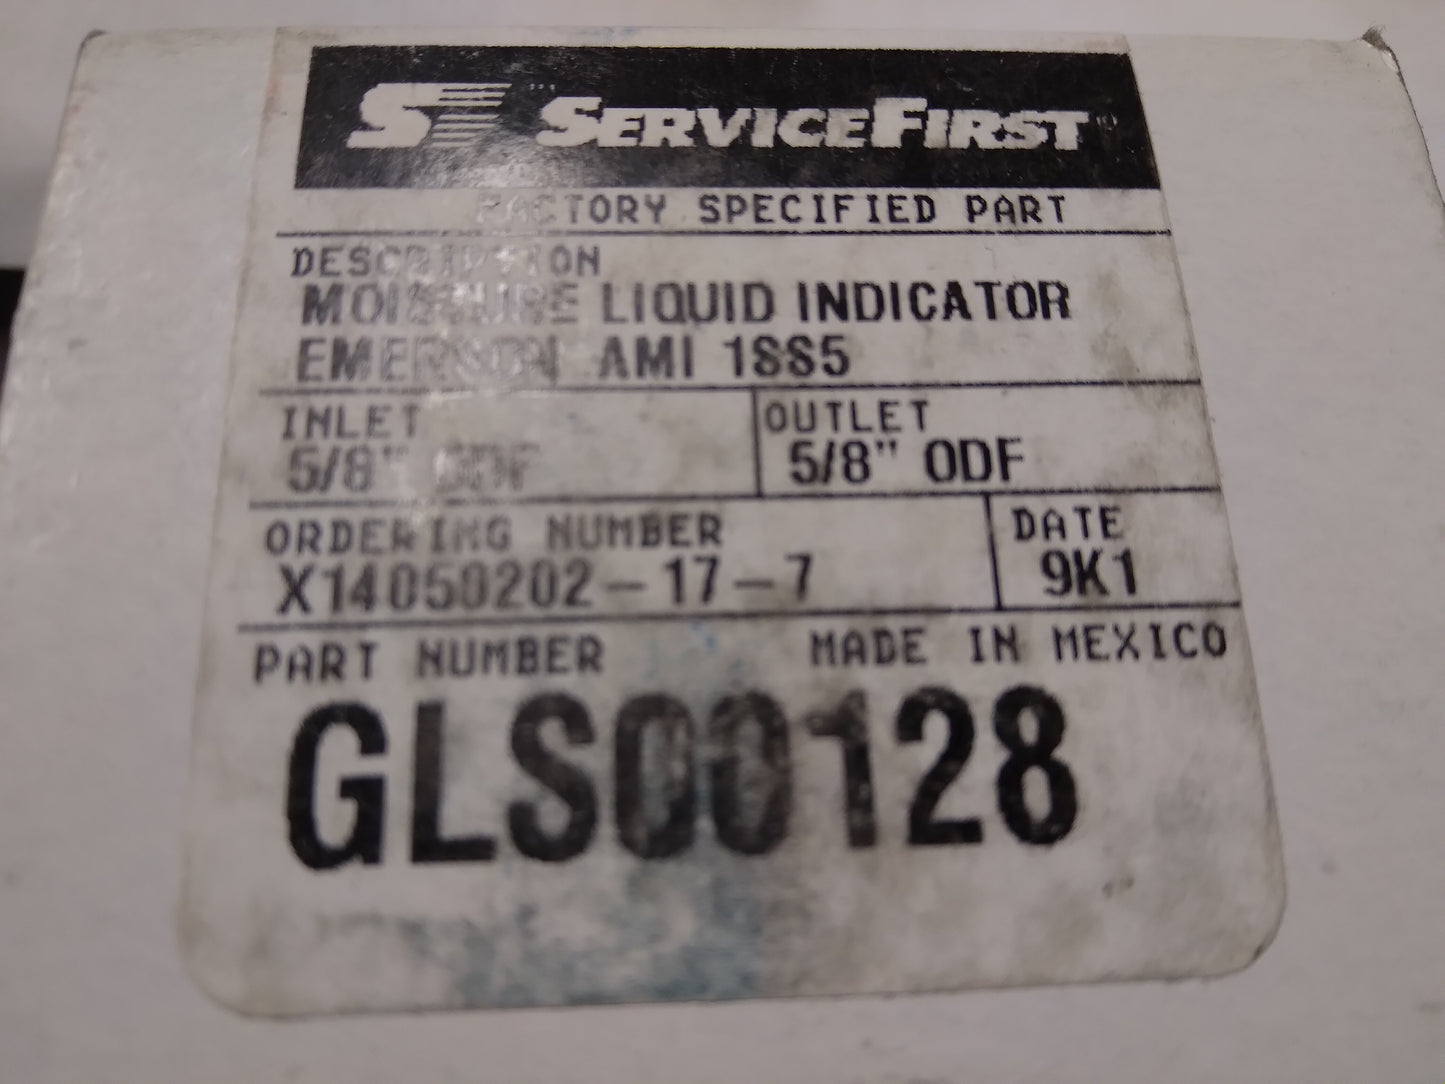 S SERVICEFIRST
FACTORY SPECIFIED PART
DESCRIPTION
MOISTURE LIQUID INDICATOR
EMERSON AMI 1SS5
INLET
5/8" ODF
OUTLET
5/8" ODF
ORDERING NUMBER
X14050202-17-7
DATE
9K1
PART NUMBER
MADE IN MEXICO
GLS00128